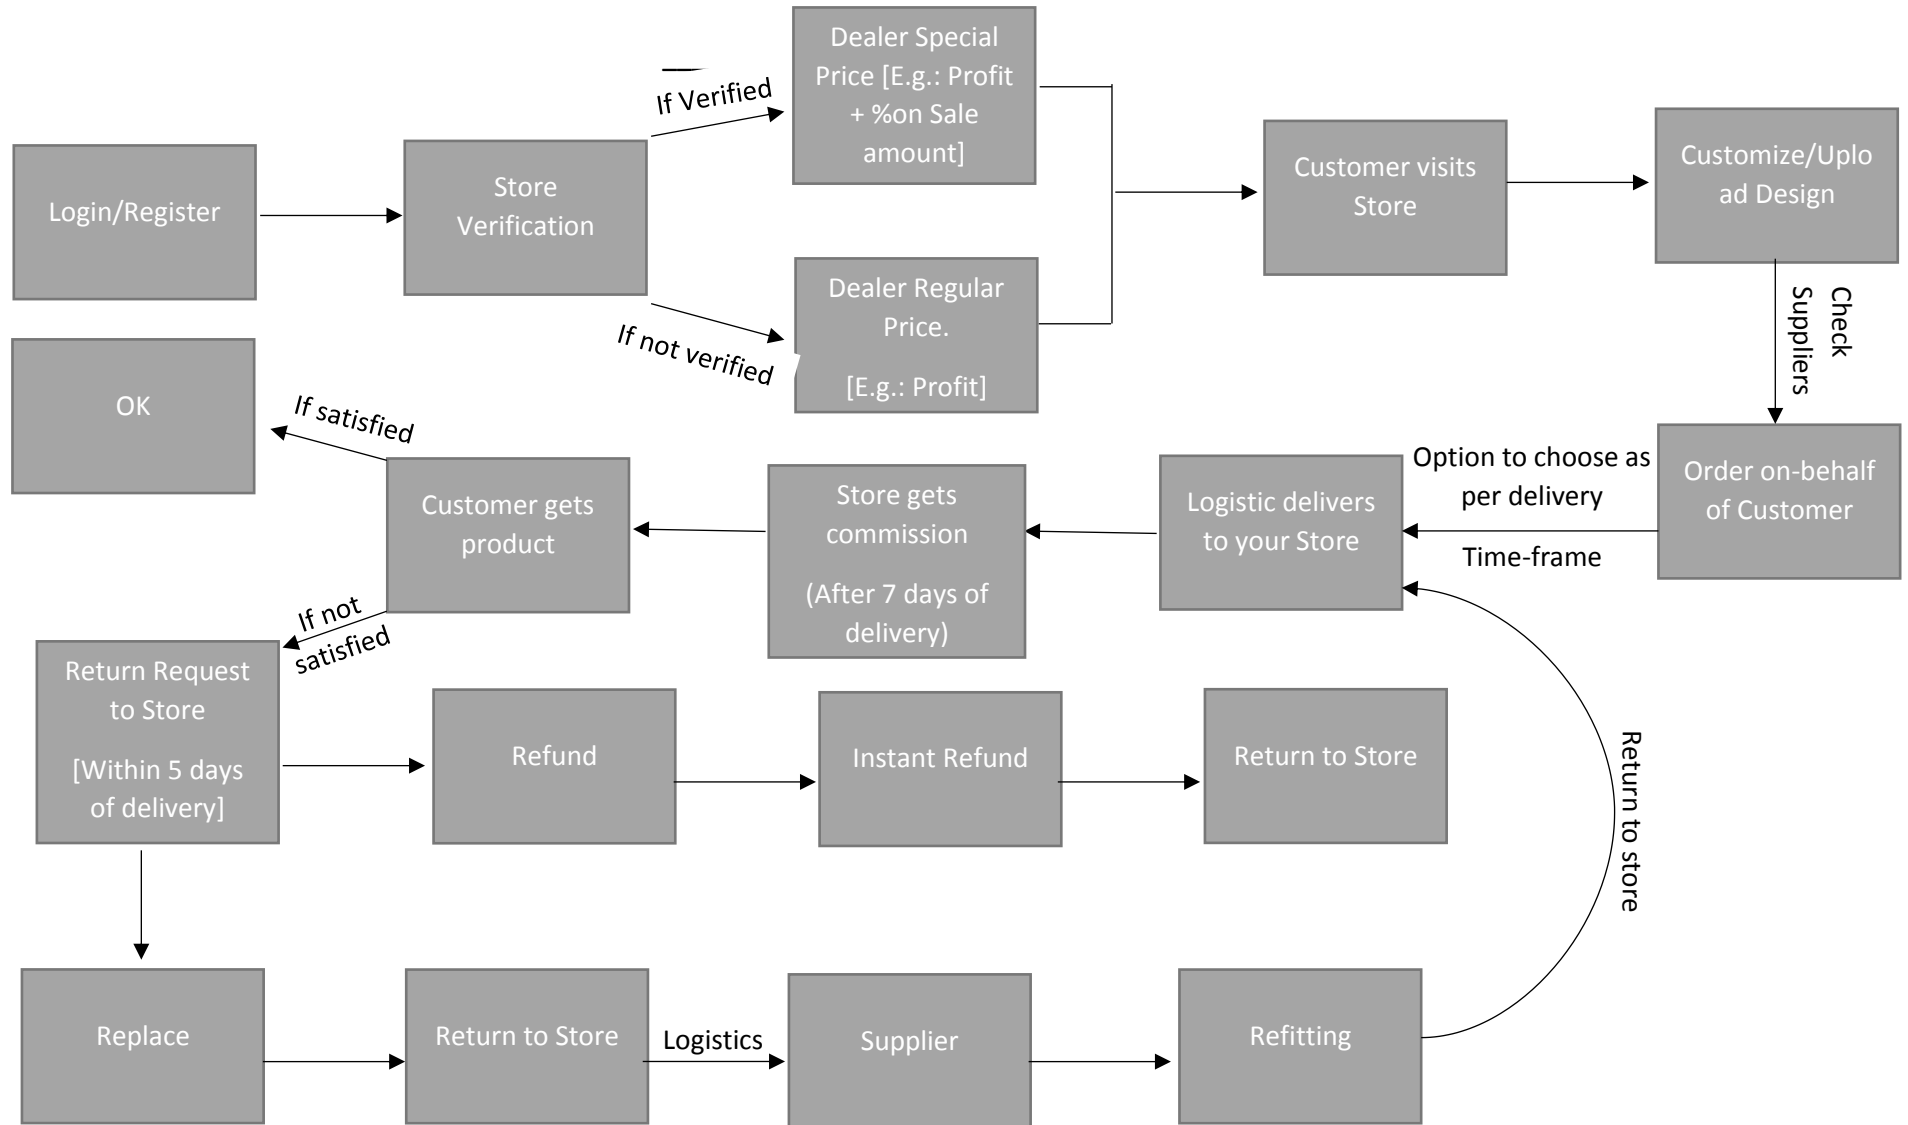 Login/Register
Store
Verification
If Verified
If not verified
Dealer Special
Price [E.g.: Profit
+ %on Sale
amount]
Dealer Regular
Price.
[E.g.: Profit]
Customer visits
Store
Customize/Uplo
ad Design
Check
Suppliers
Order on-behalf
of Customer
Option to choose as
per delivery
Time-frame
Logistic delivers
to your Store
Store gets
commission
(After 7 days of
delivery)
Customer gets
product
If satisfied
OK
If not
satisfied
Return Request
to Store
[Within 5 days
of delivery]
Refund
Instant Refund
Return to Store
Replace
Return to Store
Logistics
Supplier
Refitting
Return to store